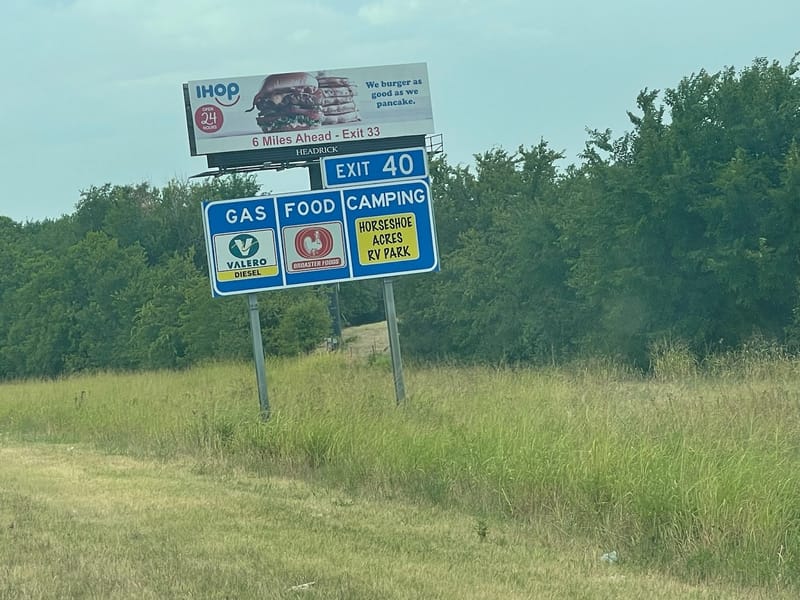 IHOP
OPEN
24
HOURS
We burger as
good as we
pancake.
6 Miles Ahead - Exit 33
HEADRICK
EXIT 40
GAS
VALERO
DIESEL
FOOD
BROASTER FOODS
CAMPING
HORSESHOE
ACRES
RV PARK